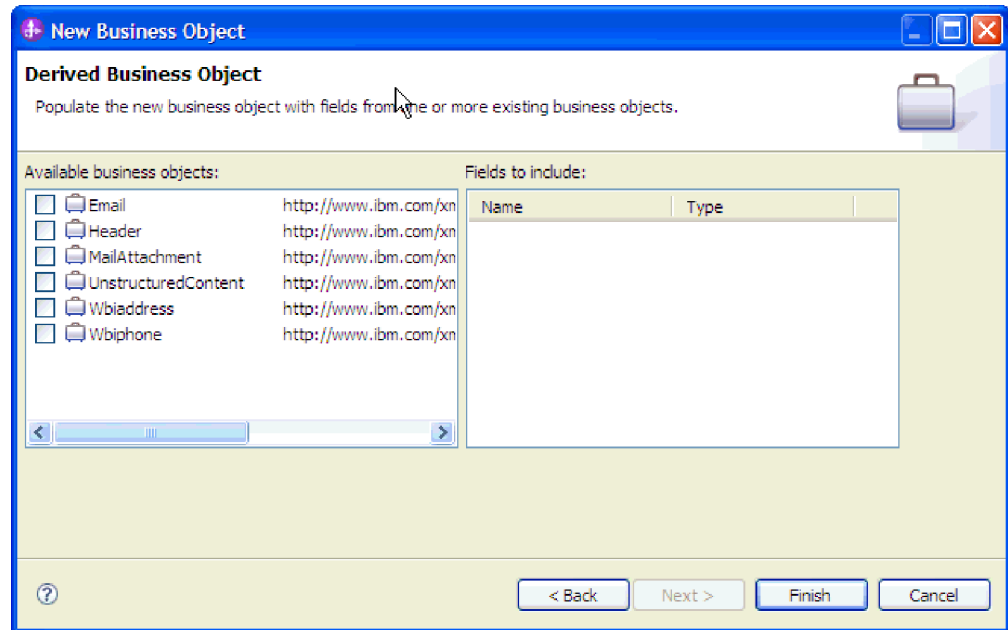 New Business Object
Derived Business Object
Populate the new business object with fields from one or more existing business objects.
Available business objects:
Fields to include:
Email http://www.ibm.com/xn
Header http://www.ibm.com/xn
MailAttachment http://www.ibm.com/xn
UnstructuredContent http://www.ibm.com/xn
Wbiaddress http://www.ibm.com/xn
Wbiphone http://www.ibm.com/xn
Name Type
? < Back Next > Finish Cancel